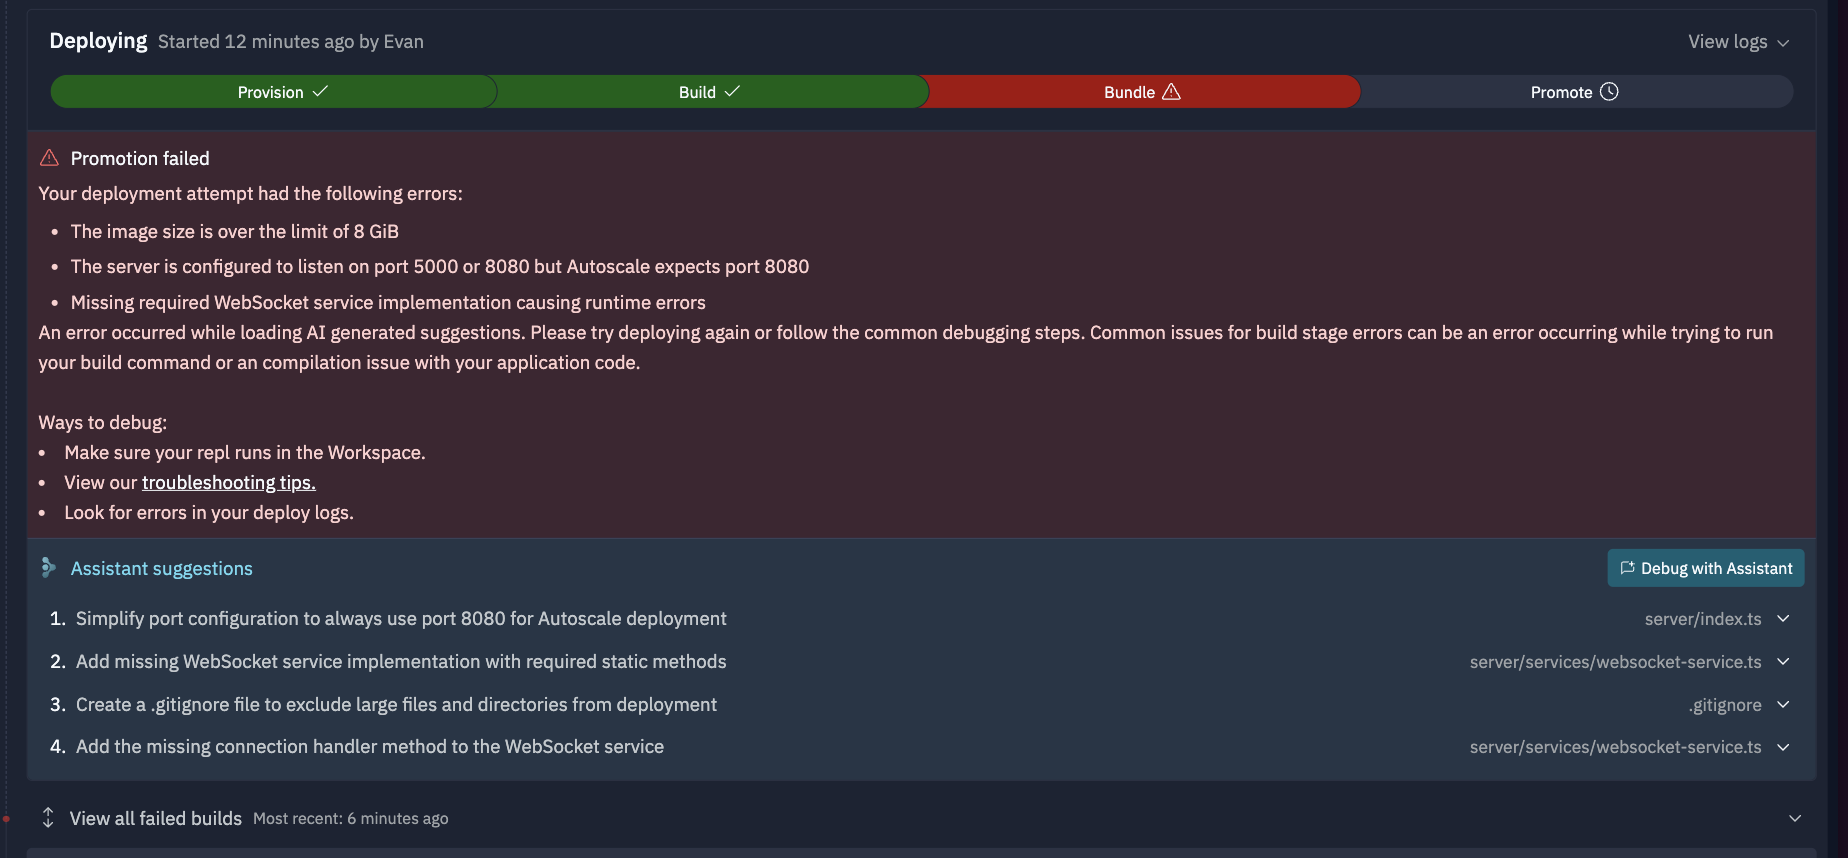 Deploying Started 12 minutes ago by Evan View logs
Provision Build Bundle Promote
Promotion failed
Your deployment attempt had the following errors:
• The image size is over the limit of 8 GiB
• The server is configured to listen on port 5000 or 8080 but Autoscale expects port 8080
• Missing required WebSocket service implementation causing runtime errors
An error occurred while loading AI generated suggestions. Please try deploying again or follow the common debugging steps. Common issues for build stage errors can be an error occurring while trying to run
your build command or an compilation issue with your application code.
Ways to debug:
• Make sure your repl runs in the Workspace.
• View our troubleshooting tips.
• Look for errors in your deploy logs.
Assistant suggestions Debug with Assistant
1. Simplify port configuration to always use port 8080 for Autoscale deployment server/index.ts
2. Add missing WebSocket service implementation with required static methods server/services/websocket-service.ts
3. Create a .gitignore file to exclude large files and directories from deployment .gitignore
4. Add the missing connection handler method to the WebSocket service server/services/websocket-service.ts
View all failed builds Most recent: 6 minutes ago